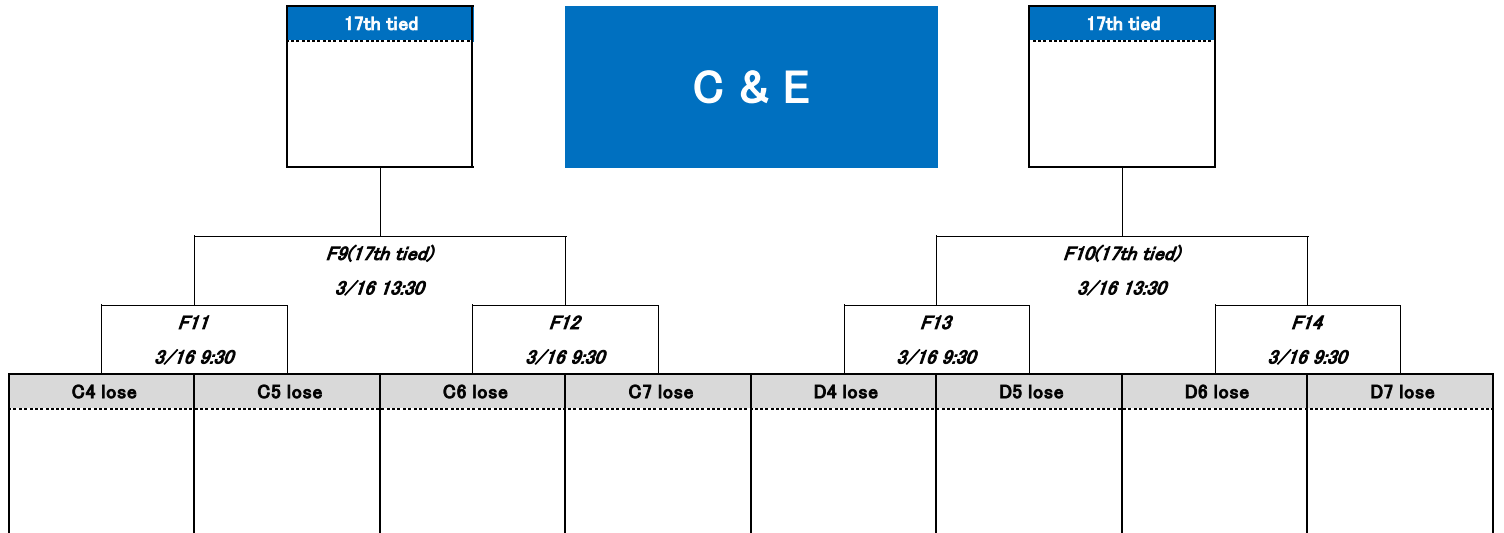 17th tied
17th tied
C & E
F9(17th tied)
F10(17th tied)
3/16 13:30
3/16 13:30
F11
F12
F13
F14
3/16 9:30
3/16 9:30
3/16 9:30
3/16 9:30
C4 lose
C5 lose
C6 lose
C7 lose
D4 lose
D5 lose
D6 lose
D7 lose